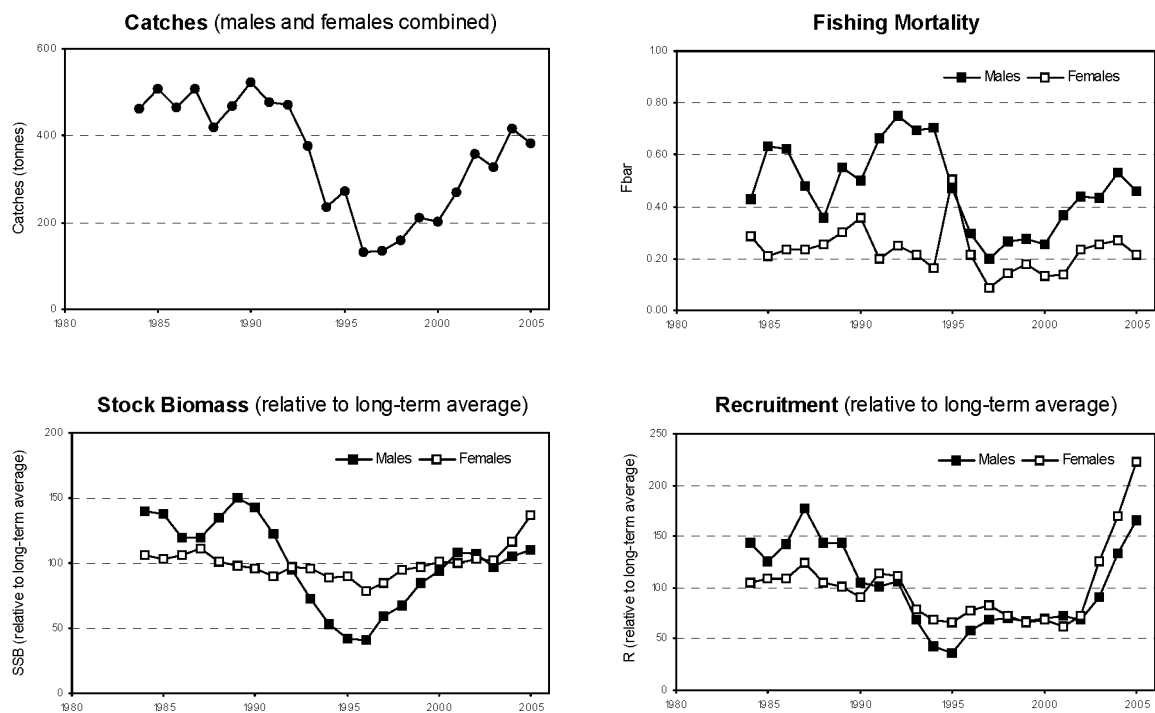 Catches (males and females combined)
600
400
200
0
Catches (tonnes)
1980 1985 1990 1995 2000 2005
Fishing Mortality
Males Females
1.00
0.80
0.60
0.40
0.20
0.00
Fbar
1980 1985 1990 1995 2000 2005
Stock Biomass (relative to long-term average)
Males Females
200
150
100
50
0
SSB (relative to long-term average)
1980 1985 1990 1995 2000 2005
Recruitment (relative to long-term average)
Males Females
250
200
150
100
50
0
R (relative to long-term average)
1980 1985 1990 1995 2000 2005